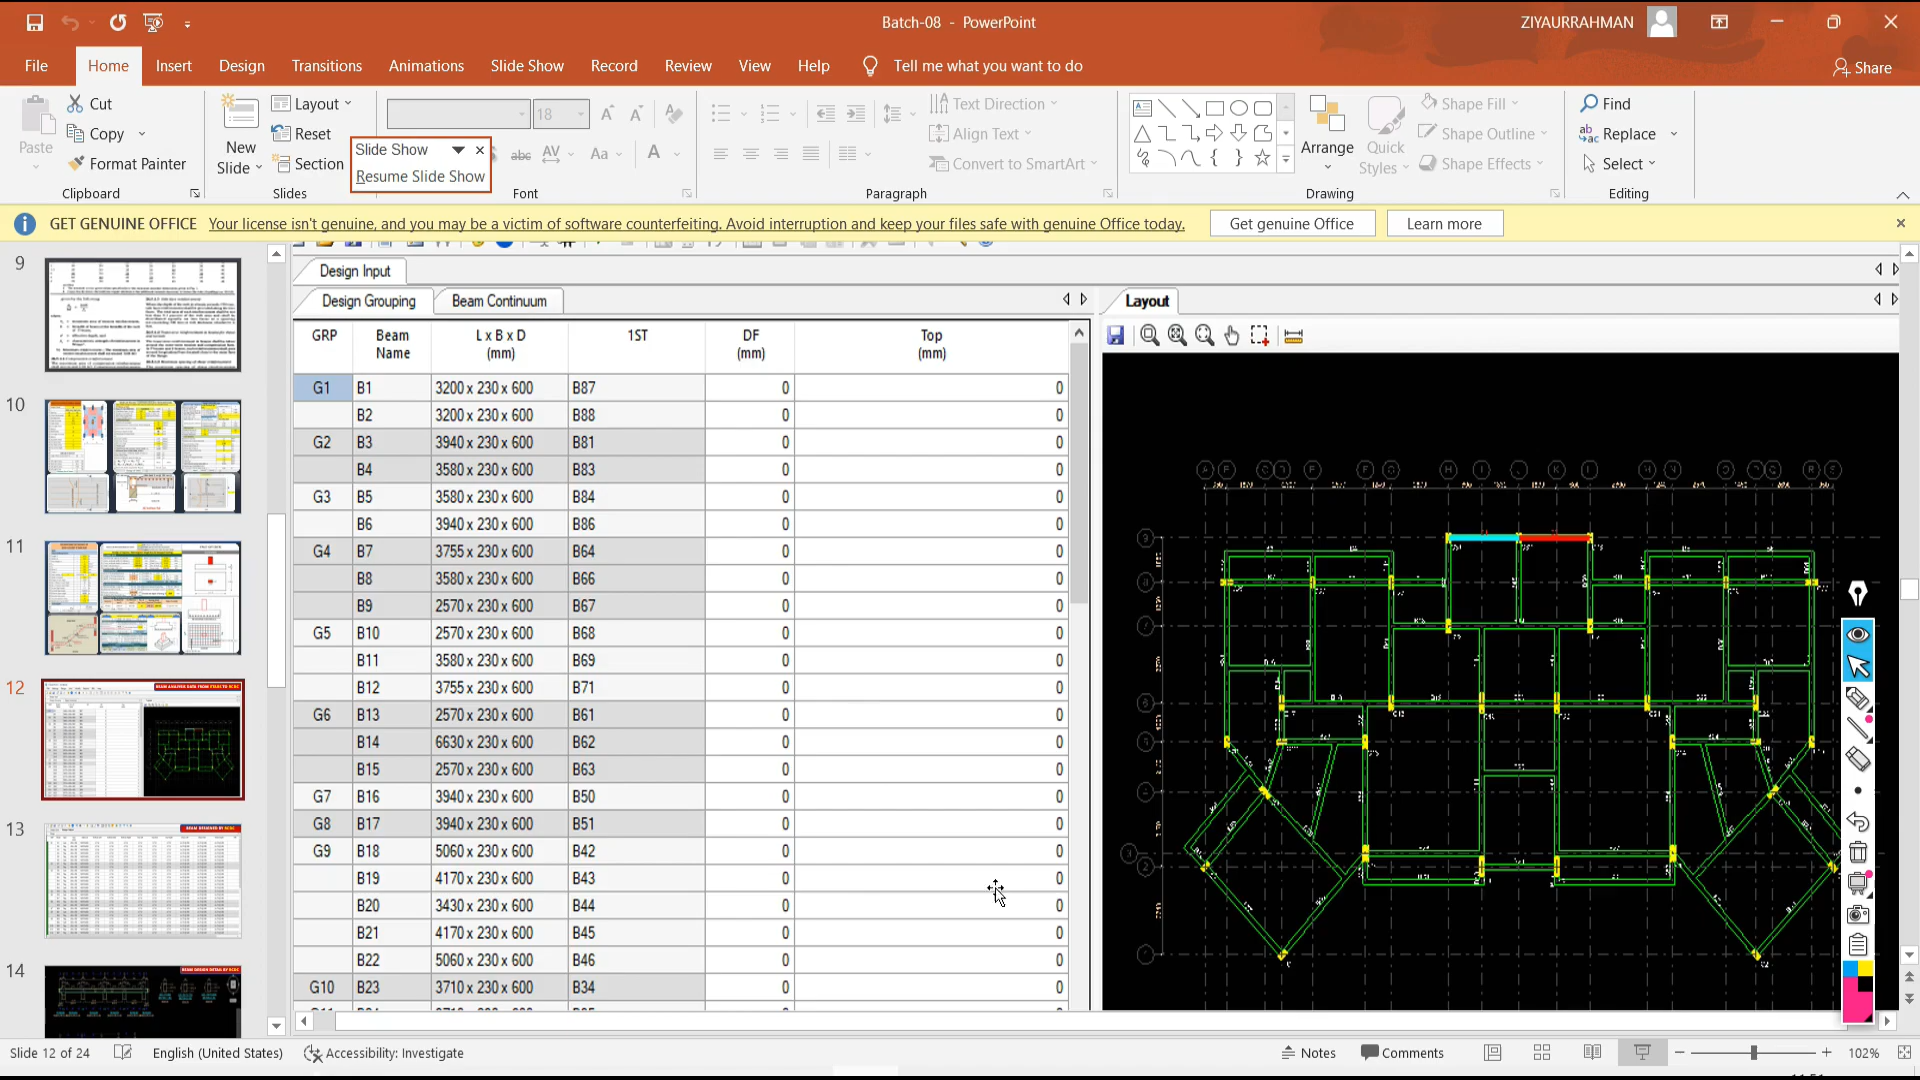 Batch-08 - PowerPoint
ZIYAURRAHMAN
File Home Insert Design Transitions Animations Slide Show Record Review View Help Tell me what you want to do
Share
Paste
Cut
Copy
Format Painter
Clipboard
New
Slide
Layout
Reset
Section
Slides
Slide Show
Resume Slide Show
18
Font
Text Direction
Align Text
Convert to SmartArt
Paragraph
Arrange
Quick
Styles
Shape Fill
Shape Outline
Shape Effects
Drawing
Find
Replace
Select
Editing
GET GENUINE OFFICE Your license isn't genuine, and you may be a victim of software counterfeiting. Avoid interruption and keep your files safe with genuine Office today.
Get genuine Office
Learn more
9
10
11
12
13
14
Design Input
Design Grouping Beam Continuum
Layout
GRP Beam Name L x B x D (mm) 1ST DF (mm) Top (mm)
G1 B1 3200 x 230 x 600 B87 0 0
B2 3200 x 230 x 600 B88 0 0
G2 B3 3940 x 230 x 600 B81 0 0
B4 3580 x 230 x 600 B83 0 0
G3 B5 3580 x 230 x 600 B84 0 0
B6 3940 x 230 x 600 B86 0 0
G4 B7 3755 x 230 x 600 B64 0 0
B8 3580 x 230 x 600 B66 0 0
B9 2570 x 230 x 600 B67 0 0
G5 B10 2570 x 230 x 600 B68 0 0
B11 3580 x 230 x 600 B69 0 0
B12 3755 x 230 x 600 B71 0 0
G6 B13 2570 x 230 x 600 B61 0 0
B14 6630 x 230 x 600 B62 0 0
B15 2570 x 230 x 600 B63 0 0
G7 B16 3940 x 230 x 600 B50 0 0
G8 B17 3940 x 230 x 600 B51 0 0
G9 B18 5060 x 230 x 600 B42 0 0
B19 4170 x 230 x 600 B43 0 0
B20 3430 x 230 x 600 B44 0 0
B21 4170 x 230 x 600 B45 0 0
B22 5060 x 230 x 600 B46 0 0
G10 B23 3710 x 230 x 600 B34 0 0
Slide 12 of 24 English (United States) Accessibility: Investigate
Notes Comments 102%